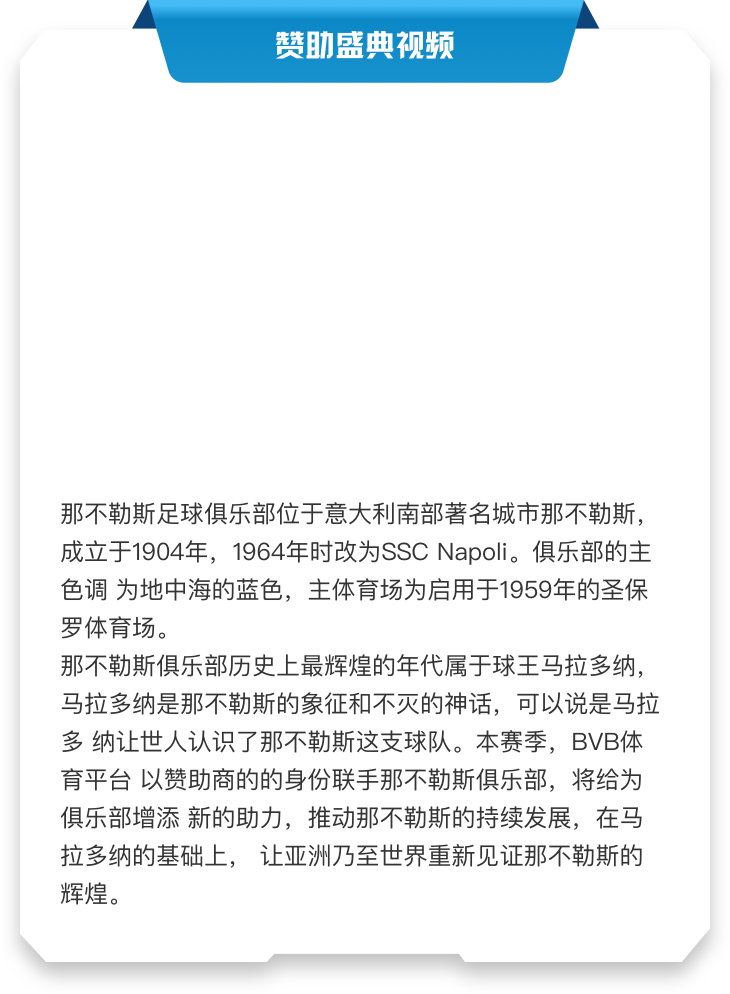 赞助盛典视频
那不勒斯足球俱乐部位于意大利南部著名城市那不勒斯，
成立于1904年，1964年时改为SSC Napoli。俱乐部的主
色调 为地中海的蓝色，主体育场为启用于1959年的圣保
罗体育场。
那不勒斯俱乐部历史上最辉煌的年代属于球王马拉多纳，
马拉多纳是那不勒斯的象征和不灭的神话，可以说是马拉
多 纳让世人认识了那不勒斯这支球队。本赛季，BVB体
育平台 以赞助商的的身份联手那不勒斯俱乐部，将给为
俱乐部增添 新的助力，推动那不勒斯的持续发展，在马
拉多纳的基础上， 让亚洲乃至世界重新见证那不勒斯的
辉煌。